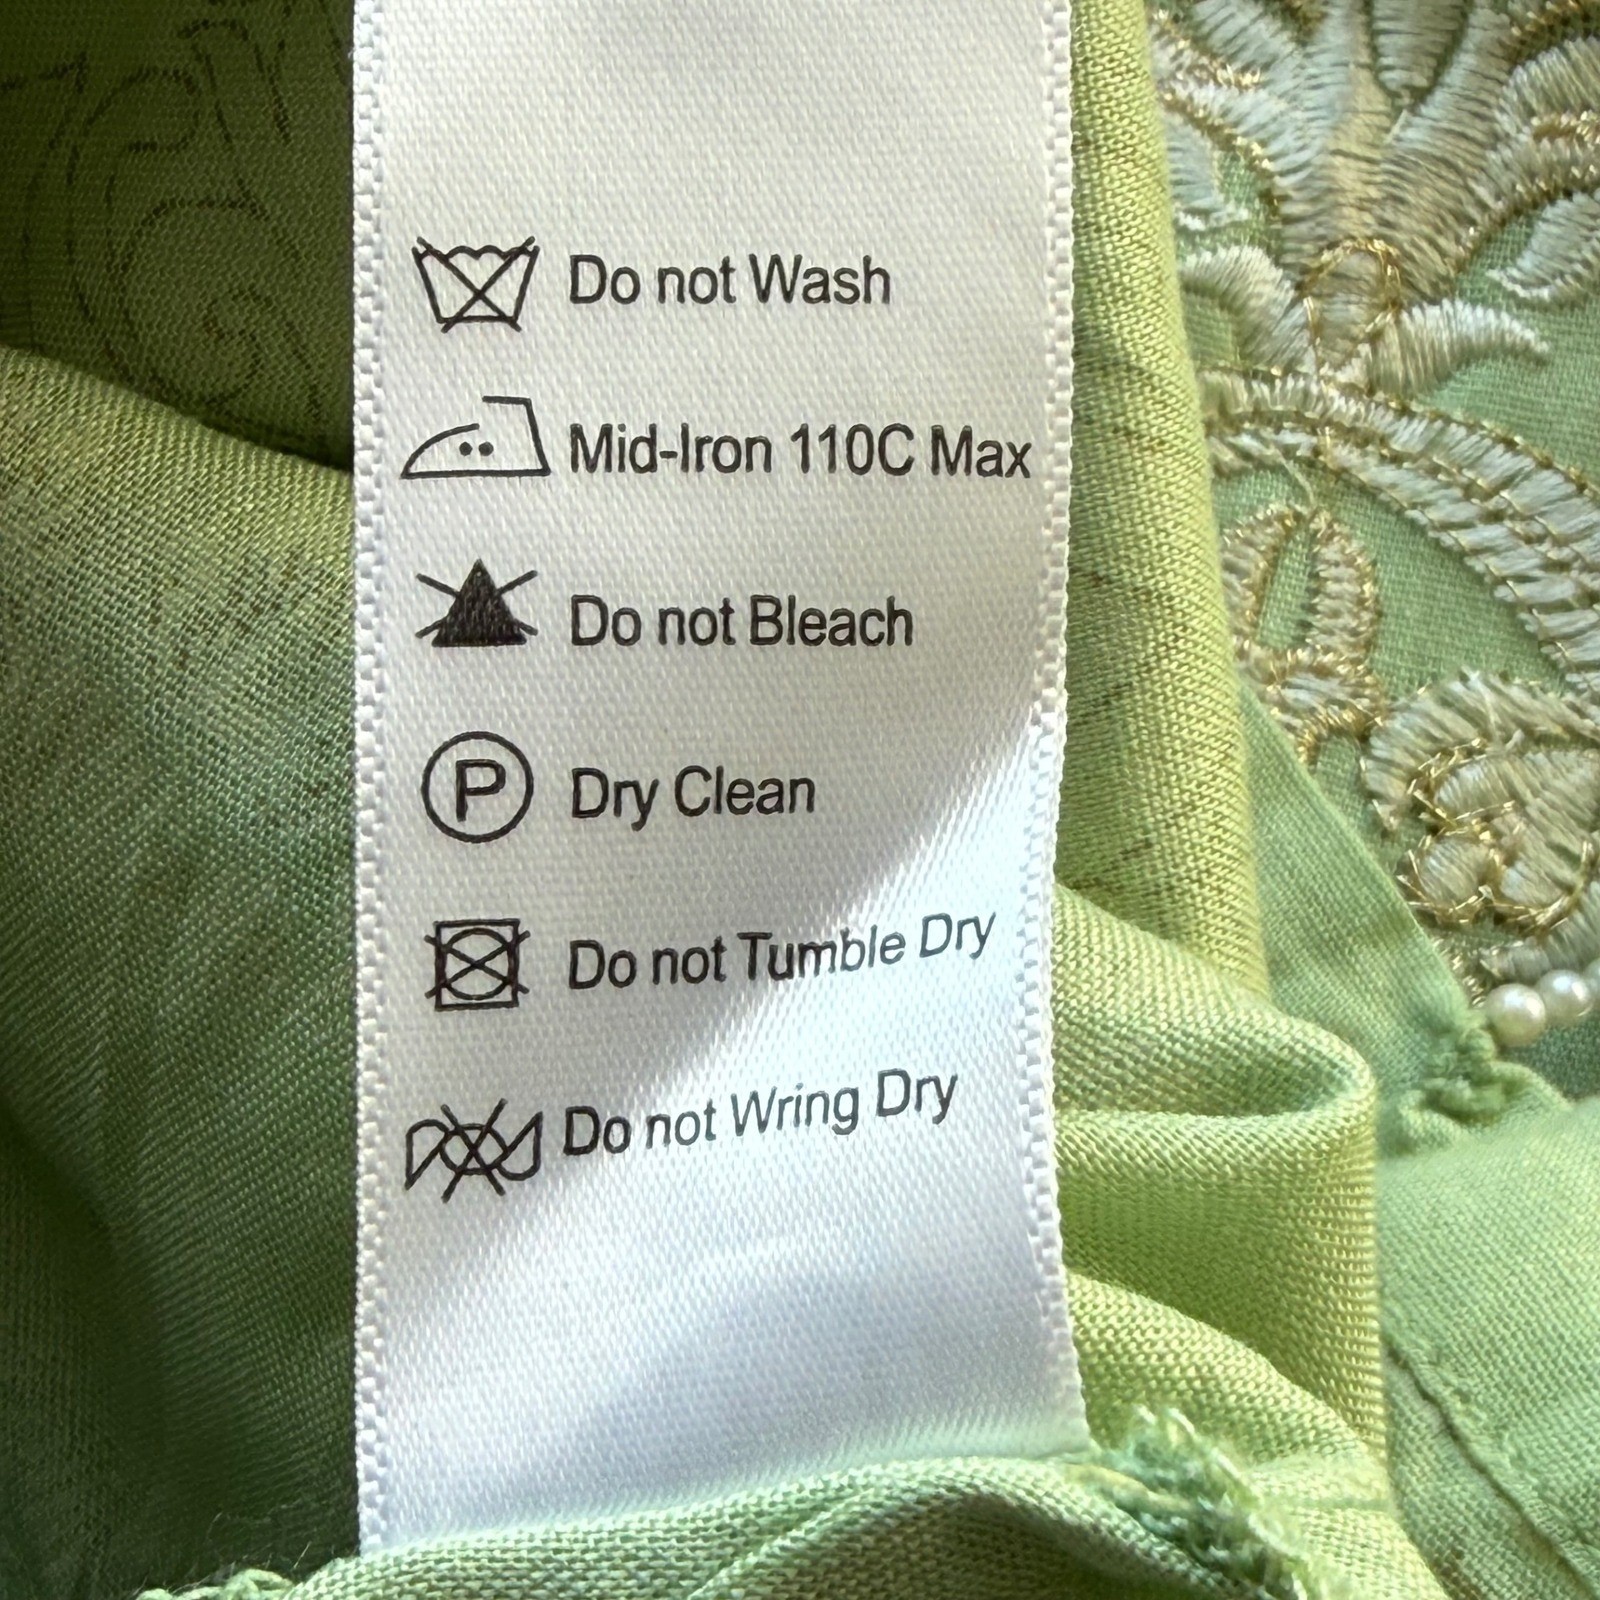 Do not Wash
Mid-Iron 110C Max
Do not Bleach
P Dry Clean
Do not Tumble Dry
Do not Wring Dry